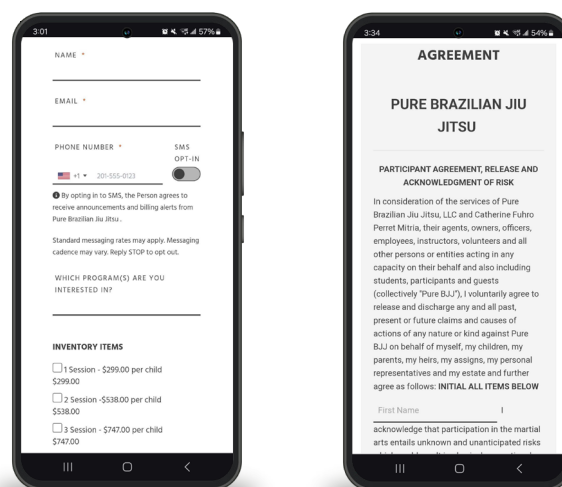 3:01
57%
NAME *
EMAIL *
PHONE NUMBER *
SMS
OPT-IN
+1
201-555-0123
By opting in to SMS, the Person agrees to
receive announcements and billing alerts from
Pure Brazilian Jiu Jitsu .
Standard messaging rates may apply. Messaging
cadence may vary. Reply STOP to opt out.
WHICH PROGRAM(S) ARE YOU
INTERESTED IN?
INVENTORY ITEMS
1 Session - $299.00 per child
$299.00
2 Session -$538.00 per child
$538.00
3 Session - $747.00 per child
$747.00
3:34
54%
AGREEMENT
PURE BRAZILIAN JIU
JITSU
PARTICIPANT AGREEMENT, RELEASE AND
ACKNOWLEDGMENT OF RISK
In consideration of the services of Pure
Brazilian Jiu Jitsu, LLC and Catherine Fuhro
Perret Mitria, their agents, owners, officers,
employees, instructors, volunteers and all
other persons or entities acting in any
capacity on their behalf and also including
students, participants and guests
(collectively "Pure BJJ"), I voluntarily agree to
release and discharge any and all past,
present or future claims and causes of
actions of any nature or kind against Pure
BJJ on behalf of myself, my children, my
parents, my heirs, my assigns, my personal
representatives and my estate and further
agree as follows: INITIAL ALL ITEMS BELOW
First Name I
acknowledge that participation in the martial
arts entails unknown and unanticipated risks